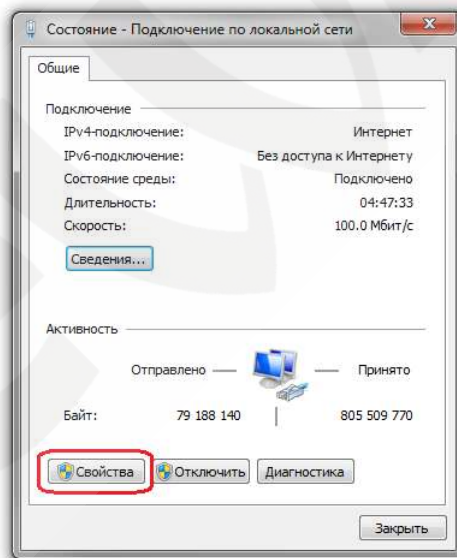 Состояние - Подключение по локальной сети
Общие
Подключение
IPv4-подключение: Интернет
IPv6-подключение: Без доступа к Интернету
Состояние среды: Подключено
Длительность: 04:47:33
Скорость: 100.0 Мбит/с
Сведения...
Активность
Отправлено — Принято
Байт: 79 188 140 | 805 509 770
Свойства Отключить Диагностика
Закрыть